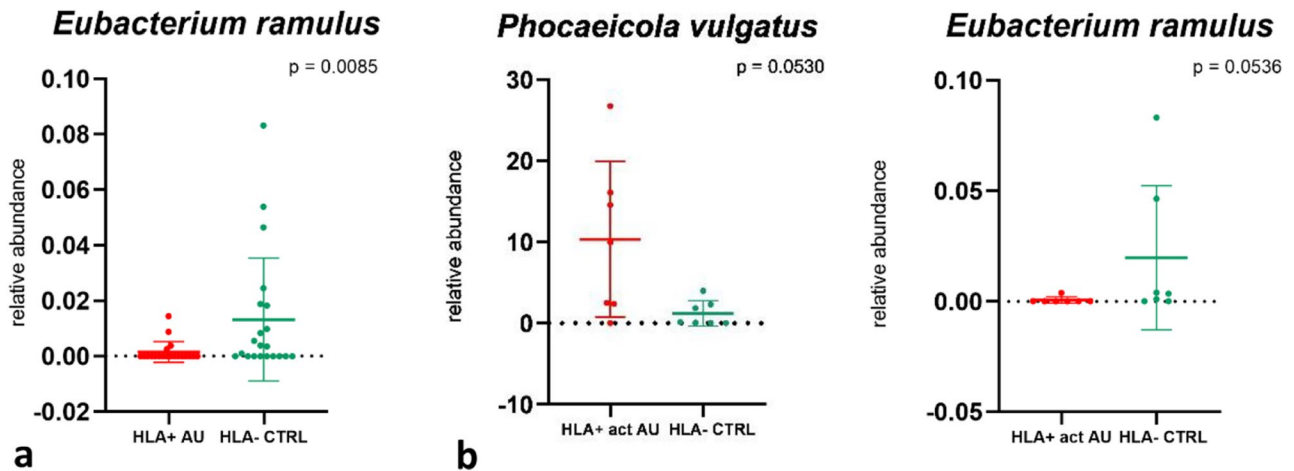 Eubacterium ramulus
p = 0.0085
0.10
0.08
0.06
0.04
0.02
0.00
-0.02
relative abundance
HLA+ AU HLA- CTRL
a
Phocaeicola vulgatus
p = 0.0530
30
20
10
0
-10
relative abundance
HLA+ act AU HLA- CTRL
b
Eubacterium ramulus
p = 0.0536
0.10
0.05
0.00
-0.05
relative abundance
HLA+ act AU HLA- CTRL